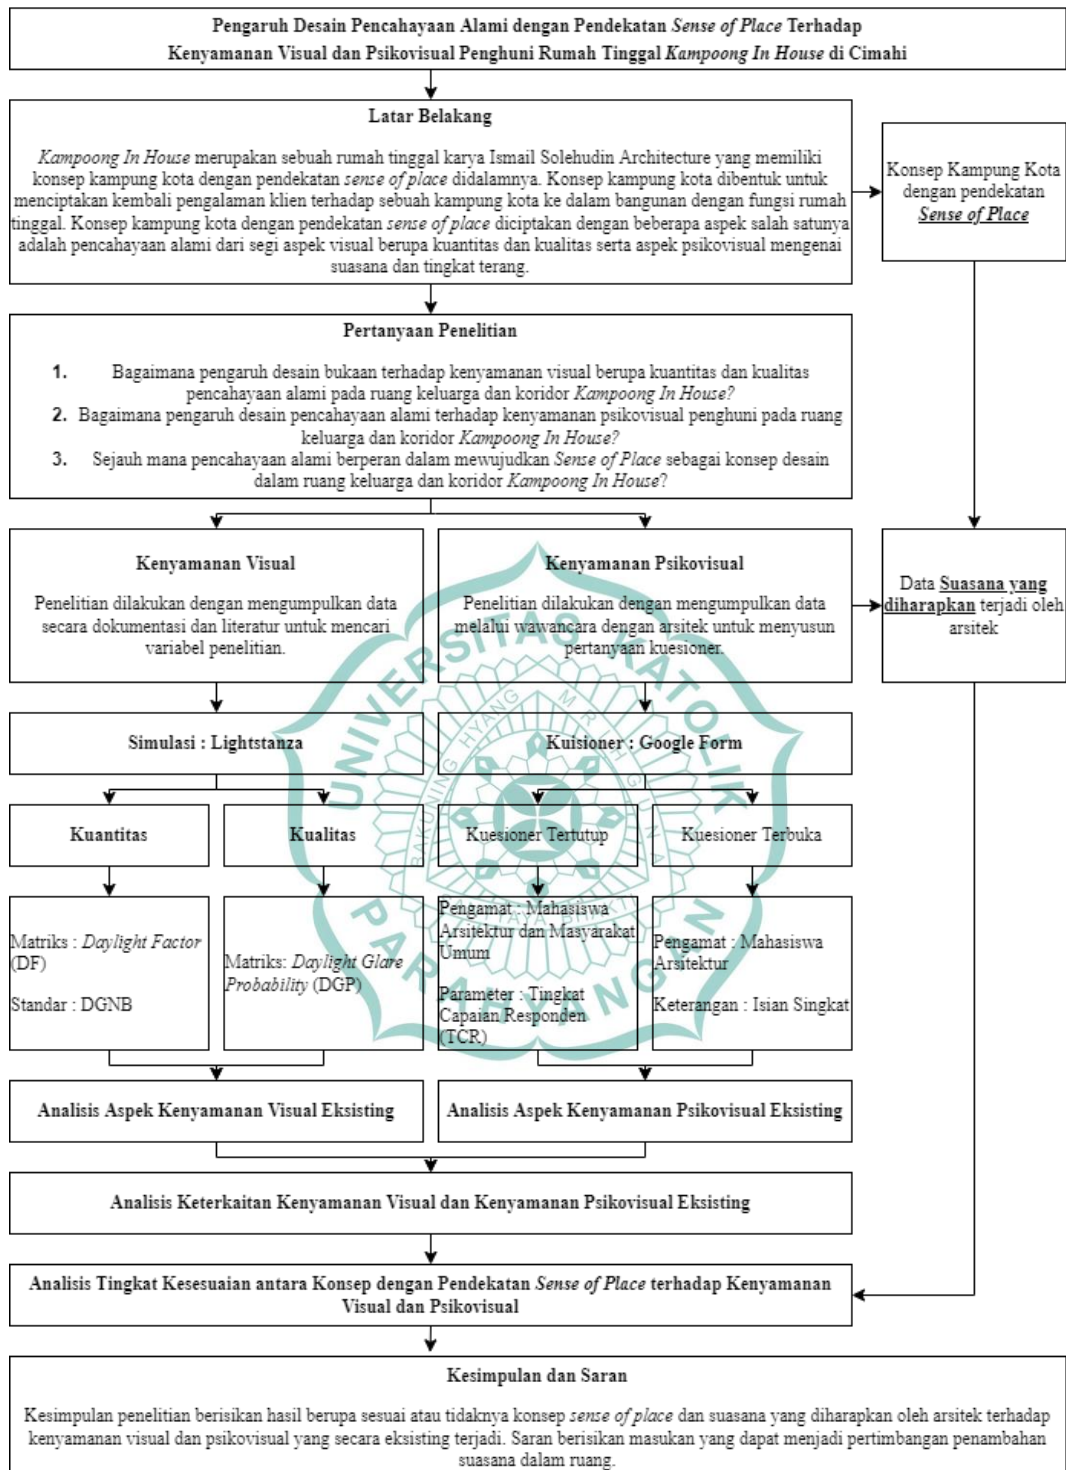 Pengaruh Desain Pencahayaan Alami dengan Pendekatan Sense of Place Terhadap
Kenyamanan Visual dan Psikovisual Penghuni Rumah Tinggal Kampoong In House di Cimahi
Latar Belakang
Kampoong In House merupakan sebuah rumah tinggal karya Ismail Solehudin Architecture yang memiliki
konsep kampung kota dengan pendekatan sense of place didalamnya. Konsep kampung kota dibentuk untuk
menciptakan kembali pengalaman klien terhadap sebuah kampung kota ke dalam bangunan dengan fungsi rumah
tinggal. Konsep kampung kota dengan pendekatan sense of place diciptakan dengan beberapa aspek salah satunya
adalah pencahayaan alami dari segi aspek visual berupa kuantitas dan kualitas serta aspek psikovisual mengenai
suasana dan tingkat terang.
Konsep Kampung Kota
dengan pendekatan
Sense of Place
Pertanyaan Penelitian
1. Bagaimana pengaruh desain bukaan terhadap kenyamanan visual berupa kuantitas dan kualitas
pencahayaan alami pada ruang keluarga dan koridor Kampoong In House?
2. Bagaimana pengaruh desain pencahayaan alami terhadap kenyamanan psikovisual penghuni pada ruang
keluarga dan koridor Kampoong In House?
3. Sejauh mana pencahayaan alami berperan dalam mewujudkan Sense of Place sebagai konsep desain
dalam ruang keluarga dan koridor Kampoong In House?
Kenyamanan Visual
Penelitian dilakukan dengan mengumpulkan data
secara dokumentasi dan literatur untuk mencari
variabel penelitian.
Kenyamanan Psikovisual
Penelitian dilakukan dengan mengumpulkan data
melalui wawancara dengan arsitek untuk menyusun
pertanyaan kuesioner.
Data Suasana yang
diharapkan terjadi oleh
arsitek
Simulasi : Lightstanza
Kuisioner : Google Form
Kuantitas
Kualitas
Kuesioner Tertutup
Kuesioner Terbuka
Matriks : Daylight Factor
(DF)
Standar : DGNB
Matriks: Daylight Glare
Probability (DGP)
Pengamat : Mahasiswa
Arsitektur dan Masyarakat
Umum
Parameter : Tingkat
Capaian Responden
(TCR)
Pengamat : Mahasiswa
Arsitektur
Keterangan : Isian Singkat
Analisis Aspek Kenyamanan Visual Eksisting
Analisis Aspek Kenyamanan Psikovisual Eksisting
Analisis Keterkaitan Kenyamanan Visual dan Kenyamanan Psikovisual Eksisting
Analisis Tingkat Kesesuaian antara Konsep dengan Pendekatan Sense of Place terhadap Kenyamanan
Visual dan Psikovisual
Kesimpulan dan Saran
Kesimpulan penelitian berisikan hasil berupa sesuai atau tidaknya konsep sense of place dan suasana yang diharapkan oleh arsitek terhadap
kenyamanan visual dan psikovisual yang secara eksisting terjadi. Saran berisikan masukan yang dapat menjadi pertimbangan penambahan
suasana dalam ruang.
UNIVERSITAS KATOLIK
PARAHYANGAN